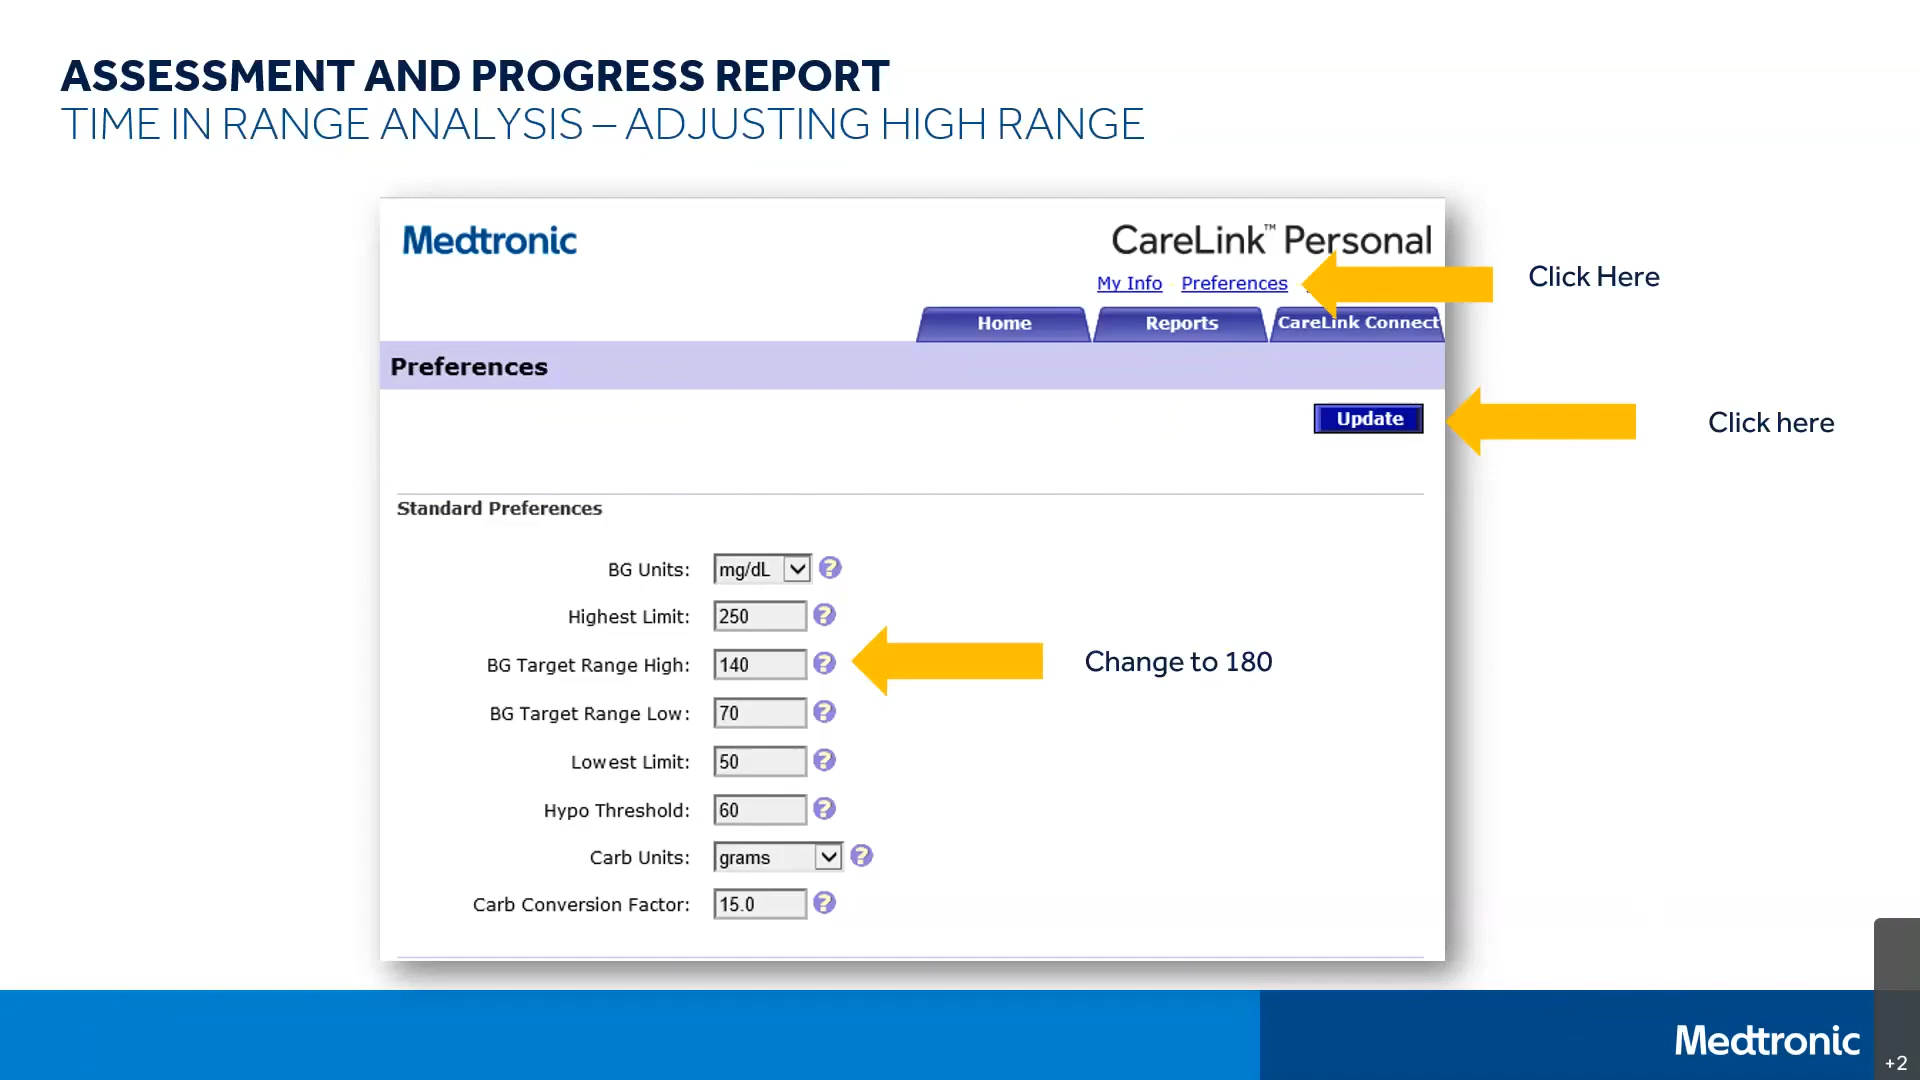 ASSESSMENT AND PROGRESS REPORT
TIME IN RANGE ANALYSIS – ADJUSTING HIGH RANGE
Medtronic
CareLink™ Personal
My Info Preferences
Click Here
Home Reports CareLink Connect
Preferences
Update
Click here
Standard Preferences
BG Units: mg/dL ?
Highest Limit: 250 ?
BG Target Range High: 140 ?
Change to 180
BG Target Range Low: 70 ?
Lowest Limit: 50 ?
Hypo Threshold: 60 ?
Carb Units: grams ?
Carb Conversion Factor: 15.0 ?
Medtronic
+2